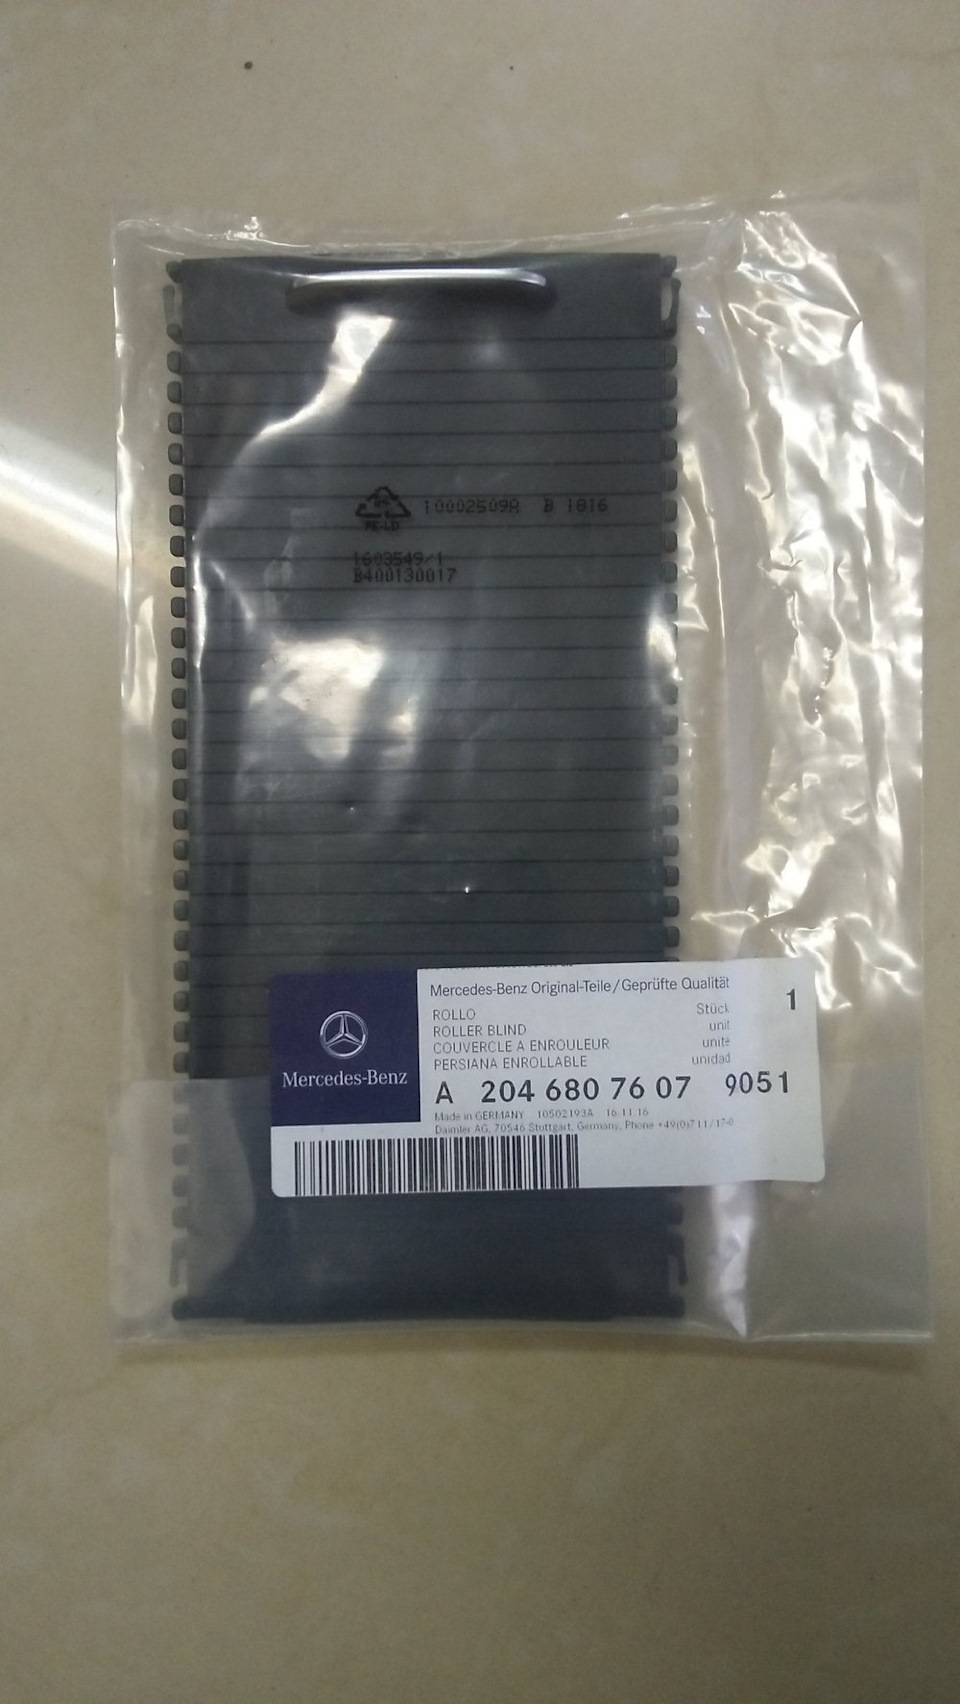 10002509A B 1816
PE-LD
1603549/1
B400130017
Mercedes-Benz
Mercedes-Benz Original-Teile/Geprüfte Qualität
1
ROLLO Stück
ROLLER BLIND unit
COUVERCLE A ENROULEUR unité
PERSIANA ENROLLABLE unidad
A 204 680 76 07 9051
Made in GERMANY 10502193A 16.11.16
Daimler AG, 70546 Stuttgart, Germany, Phone +49(0)711/17-0